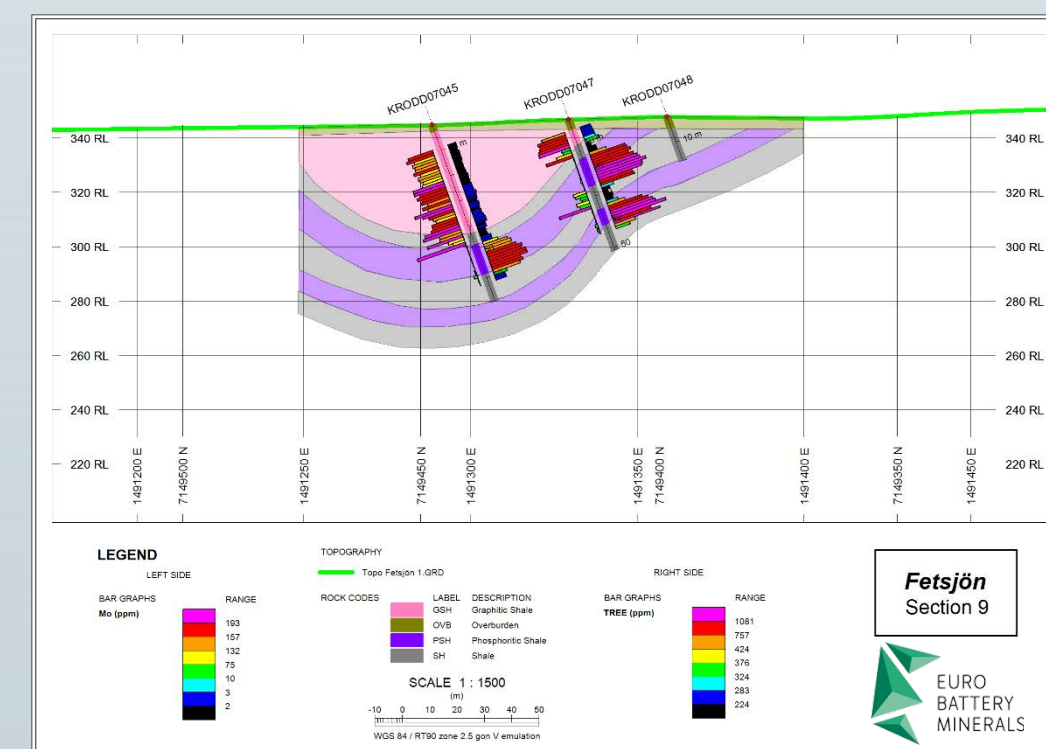 KRODD07045
KRODD07047
KRODD07048
340 RL
340 RL
m
10 m
320 RL
320 RL
300 RL
50
300 RL
280 RL
280 RL
260 RL
260 RL
240 RL
240 RL
220 RL
220 RL
1491200 E
7149500 N
1491250 E
7149450 N
1491300 E
1491350 E
7149400 N
1491400 E
7149350 N
1491450 E
LEGEND
LEFT SIDE
BAR GRAPHS
RANGE
Mo (ppm)
193
157
132
75
10
3
2
TOPOGRAPHY
Topo Fetsjön 1.GRD
ROCK CODES
LABEL DESCRIPTION
GSH Graphitic Shale
OVB Overburden
PSH Phosphoritic Shale
SH Shale
SCALE 1 : 1500
(m)
-10 0 10 20 30 40 50
WGS 84 / RT90 zone 2.5 gon V emulation
RIGHT SIDE
BAR GRAPHS
RANGE
TREE (ppm)
1081
757
424
376
324
283
224
Fetsjön
Section 9
EURO
BATTERY
MINERALS